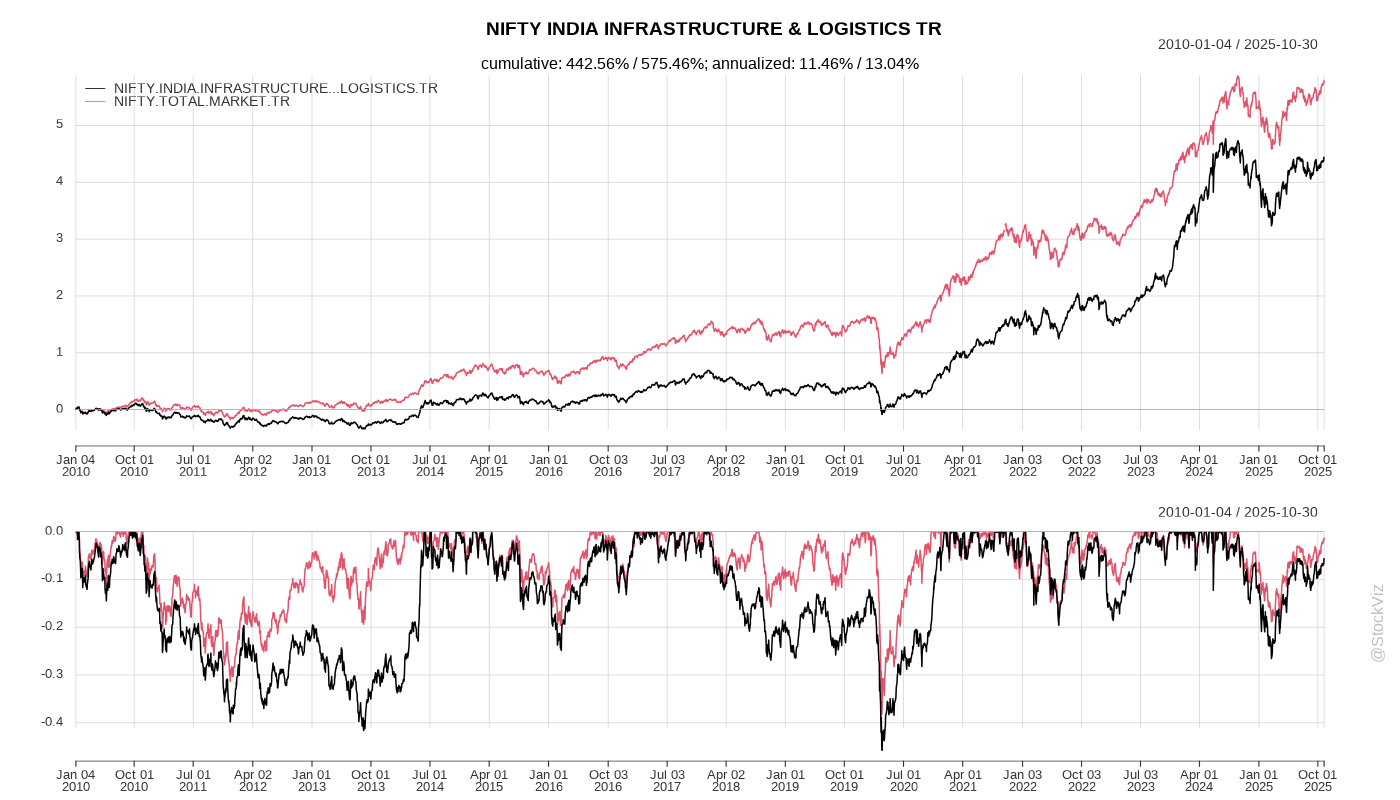 NIFTY INDIA INFRASTRUCTURE & LOGISTICS TR
2010-01-04 / 2025-10-30
cumulative: 442.56% / 575.46%; annualized: 11.46% / 13.04%
NIFTY.INDIA.INFRASTRUCTURE...LOGISTICS.TR
NIFTY.TOTAL.MARKET.TR
5
4
3
2
1
0
Jan 04 Oct 01 Jul 01 Apr 02 Jan 01 Oct 01 Jul 01 Apr 01 Jan 01 Oct 03 Jul 03 Apr 02 Jan 01 Oct 01 Jul 01 Apr 01 Jan 03 Oct 03 Jul 03 Apr 01 Jan 01 Oct 01
2010 2010 2011 2012 2013 2013 2014 2015 2016 2016 2017 2018 2019 2019 2020 2021 2022 2022 2023 2024 2025 2025
2010-01-04 / 2025-10-30
0.0
-0.1
-0.2
-0.3
-0.4
Jan 04 Oct 01 Jul 01 Apr 02 Jan 01 Oct 01 Jul 01 Apr 01 Jan 01 Oct 03 Jul 03 Apr 02 Jan 01 Oct 01 Jul 01 Apr 01 Jan 03 Oct 03 Jul 03 Apr 01 Jan 01 Oct 01
2010 2010 2011 2012 2013 2013 2014 2015 2016 2016 2017 2018 2019 2019 2020 2021 2022 2022 2023 2024 2025 2025
@StockViz